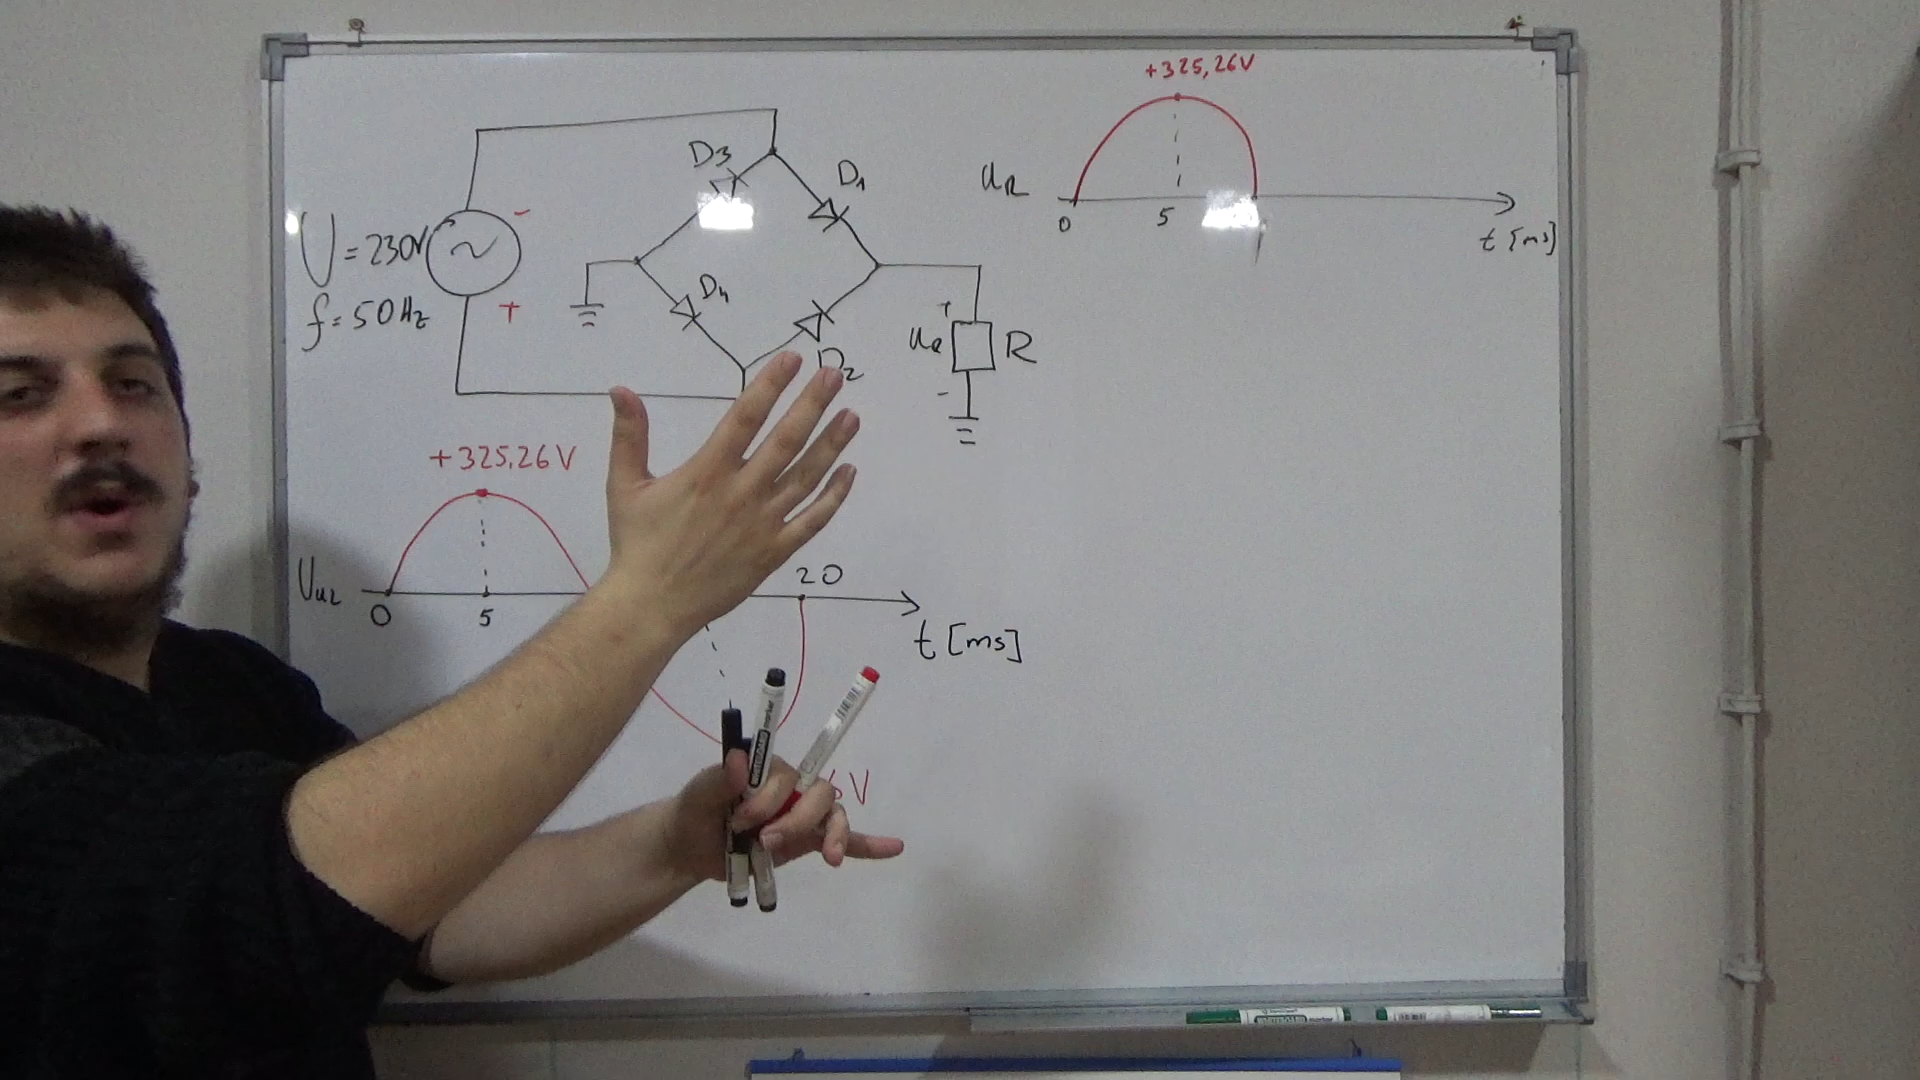 +325,26V
D3
D1
uR
0
5
t [ms]
U = 230V
-
f = 50Hz
+
D4
D2
+
uR
R
-
+325,26V
Uul
0
5
20
t [ms]
6V